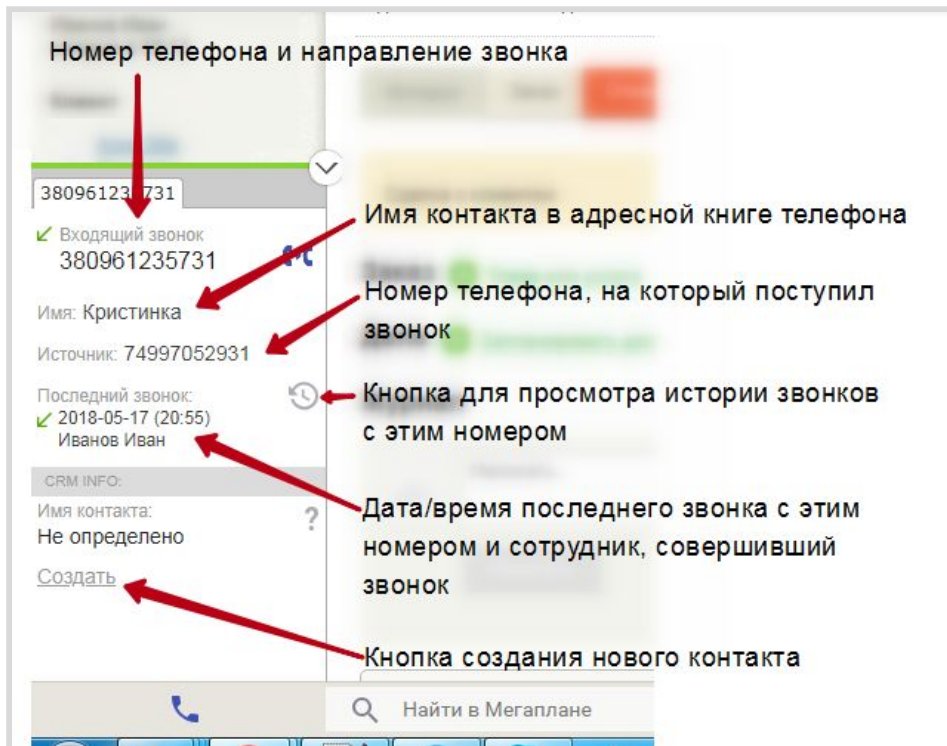 Номер телефона и направление звонка
380961235731
Входящий звонок
380961235731
Имя контакта в адресной книге телефона
Имя: Кристинка
Номер телефона, на который поступил
звонок
Источник: 74997052931
Последний звонок:
2018-05-17 (20:55)
Иванов Иван
Кнопка для просмотра истории звонков
с этим номером
CRM INFO:
Имя контакта:
Не определено
?
Дата/время последнего звонка с этим
номером и сотрудник, совершивший
звонок
Создать
Кнопка создания нового контакта
Найти в Мегаплане